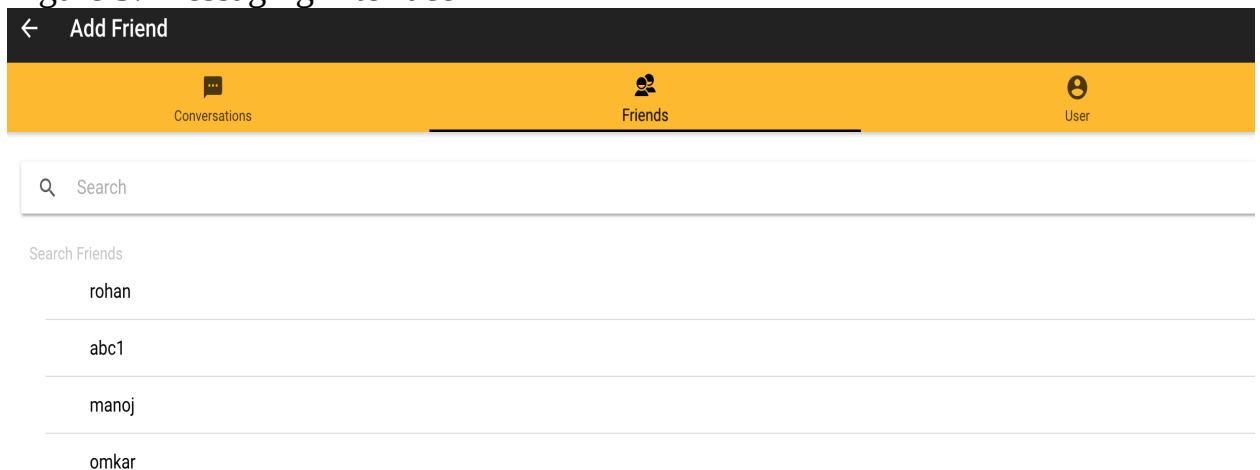 Add Friend
Conversations Friends User
Search
Search Friends
rohan
abc1
manoj
omkar